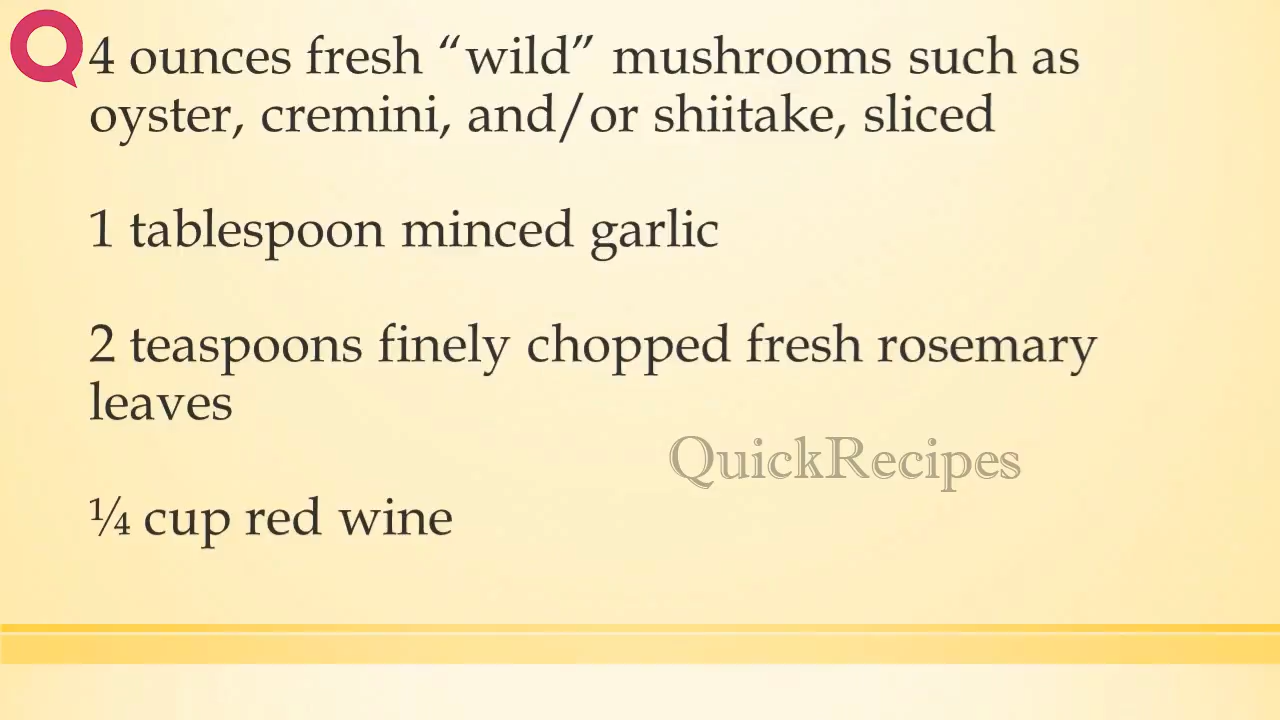 4 ounces fresh “wild” mushrooms such as
oyster, cremini, and/or shiitake, sliced
1 tablespoon minced garlic
2 teaspoons finely chopped fresh rosemary
leaves
QuickRecipes
¼ cup red wine